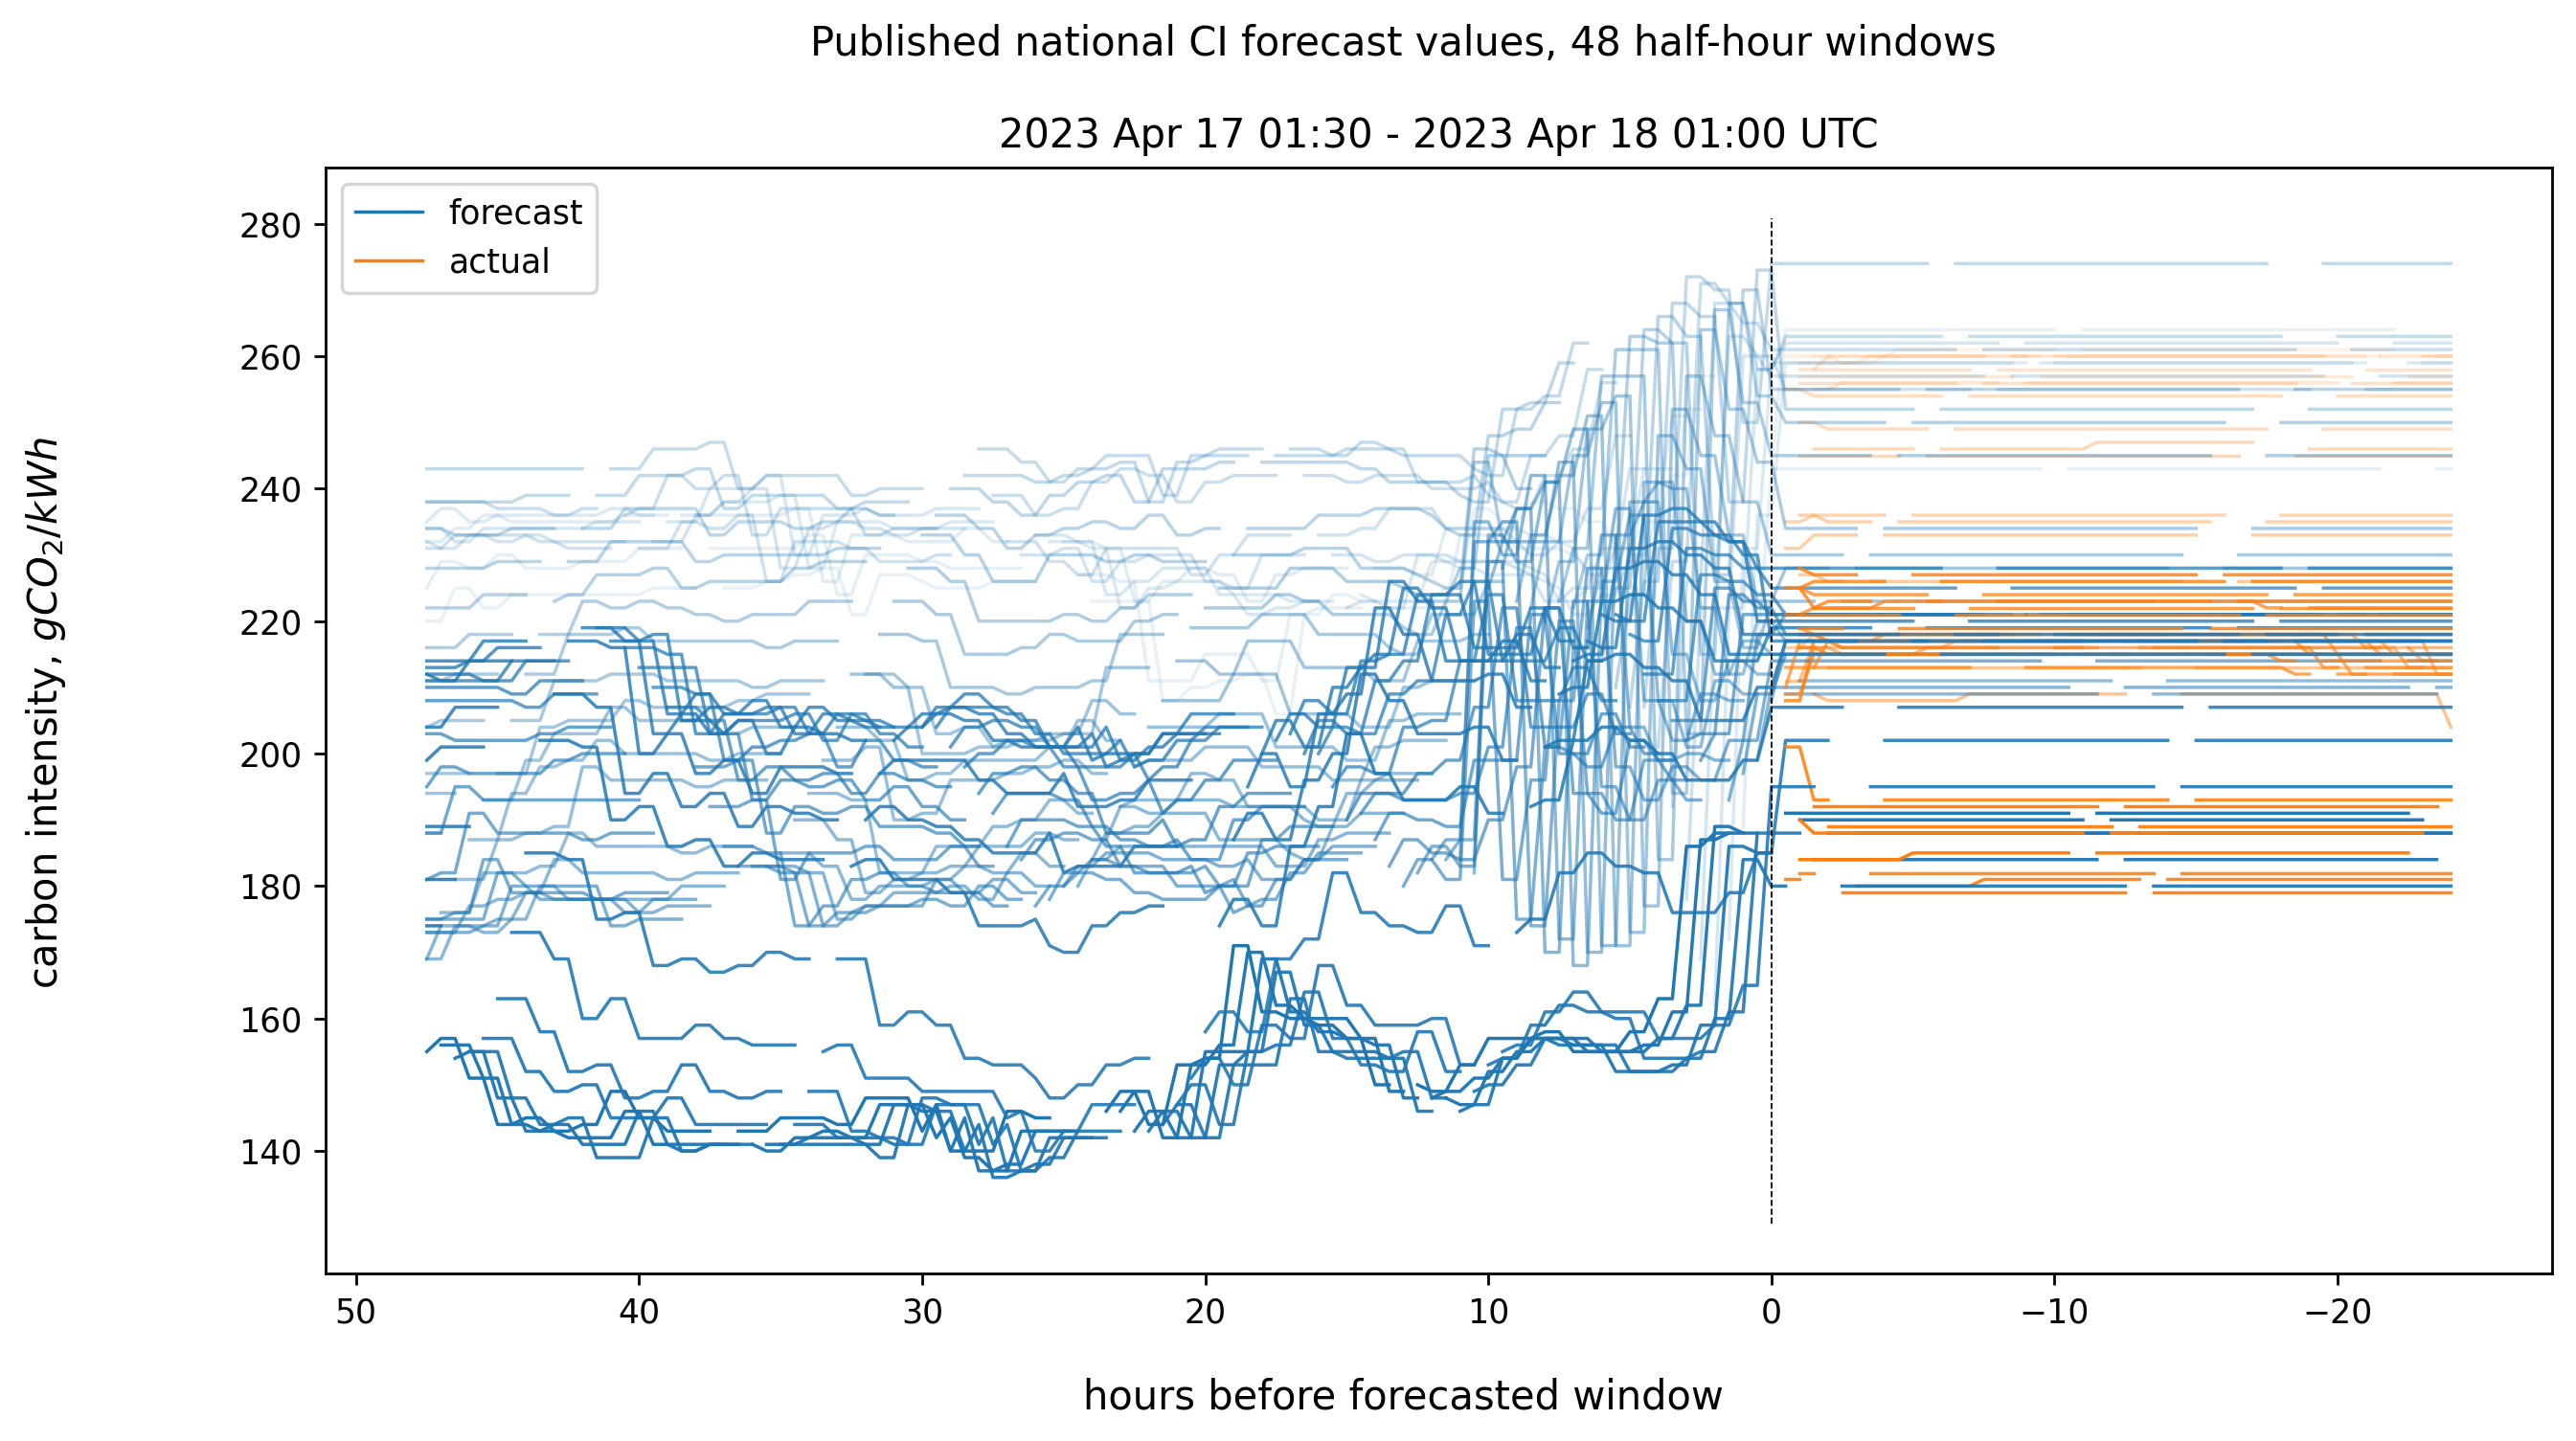 Published national CI forecast values, 48 half-hour windows
2023 Apr 17 01:30 - 2023 Apr 18 01:00 UTC
forecast
actual
280
260
240
220
200
180
160
140
carbon intensity, gCO₂/kWh
50 40 30 20 10 0 −10 −20
hours before forecasted window